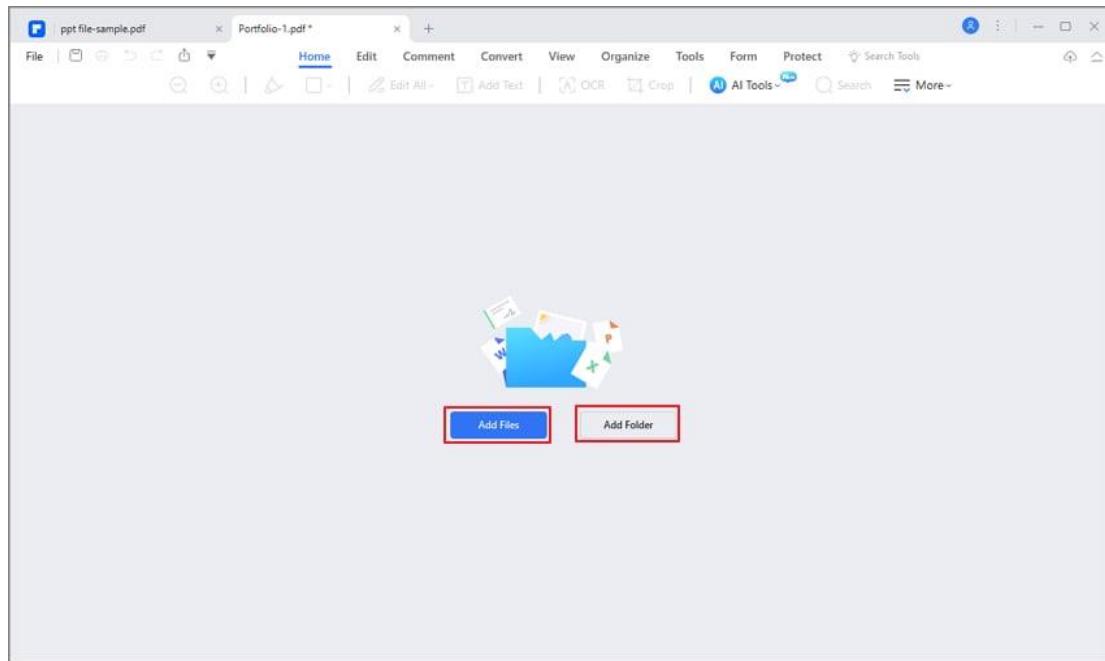 ppt file-sample.pdf Portfolio-1.pdf *
File Home Edit Comment Convert View Organize Tools Form Protect Search Tools
Edit All Add Text OCR Crop AI AI Tools Search More
W P X
Add Files Add Folder